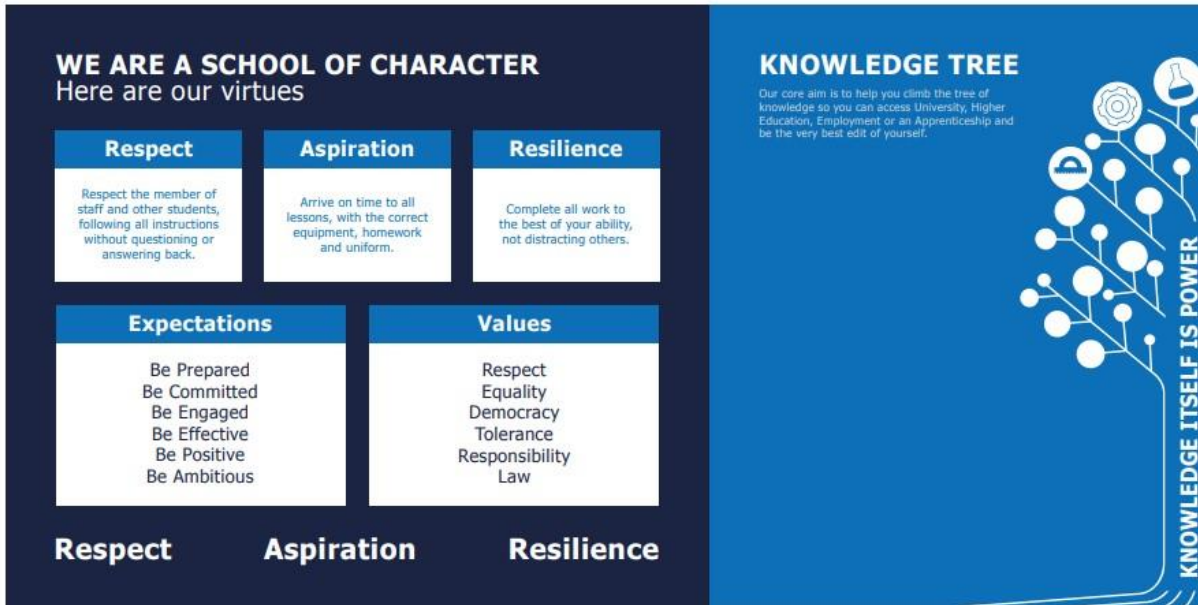 WE ARE A SCHOOL OF CHARACTER
Here are our virtues
Respect
Respect the member of
staff and other students,
following all instructions
without questioning or
answering back.
Aspiration
Arrive on time to all
lessons, with the correct
equipment, homework
and uniform.
Resilience
Complete all work to
the best of your ability,
not distracting others.
Expectations
Be Prepared
Be Committed
Be Engaged
Be Effective
Be Positive
Be Ambitious
Values
Respect
Equality
Democracy
Tolerance
Responsibility
Law
Respect Aspiration Resilience
KNOWLEDGE TREE
Our core aim is to help you climb the tree of
knowledge so you can access University, Higher
Education, Employment or an Apprenticeship and
be the very best edit of yourself.
KNOWLEDGE ITSELF IS POWER